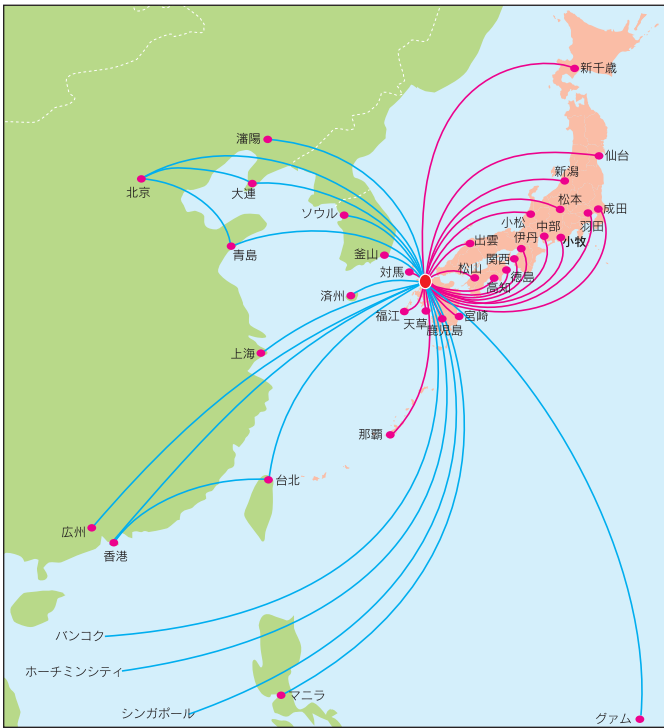 新千歳
瀋陽
仙台
新潟
北京
大連
松本
成田
ソウル
小松
中部
羽田
青島
釜山
出雲
伊丹
小牧
対馬
松山
関西
徳島
済州
高知
福江
天草
鹿児島
宮崎
上海
那覇
台北
広州
香港
バンコク
ホーチミンシティ
シンガポール
マニラ
グァム